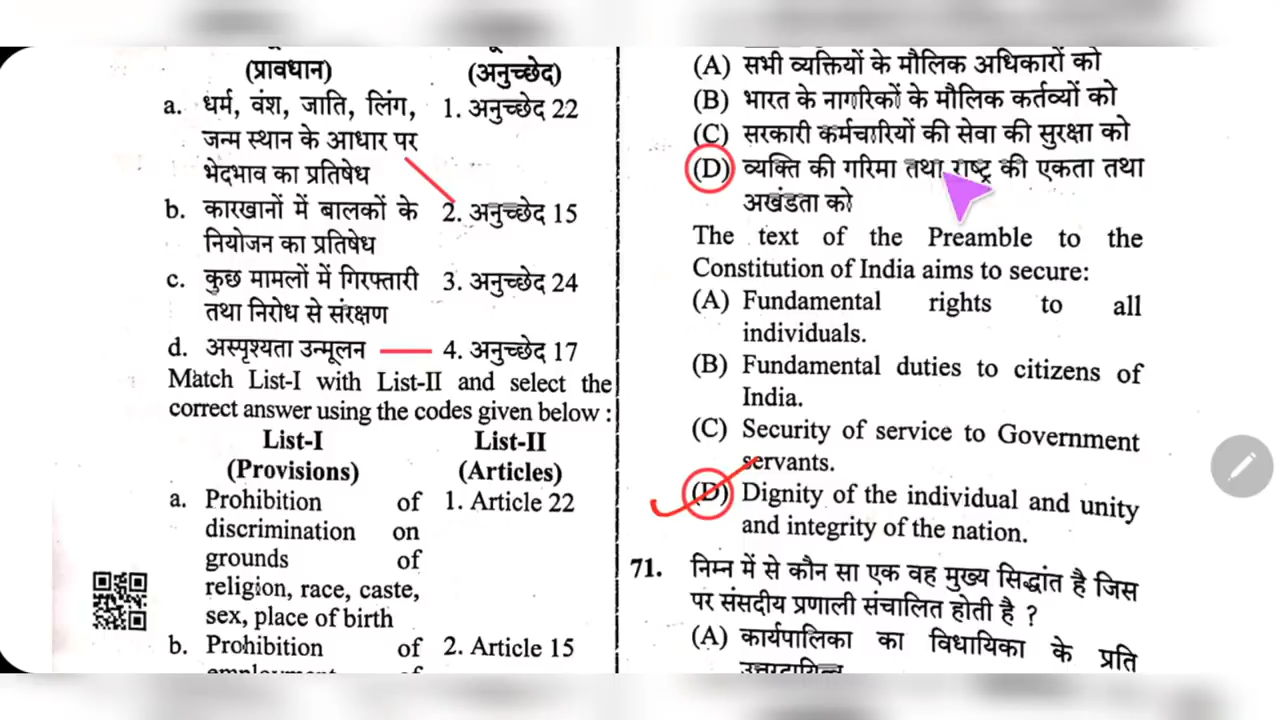 (प्रावधान) (अनुच्छेद)
a. धर्म, वंश, जाति, लिंग, 1. अनुच्छेद 22
जन्म स्थान के आधार पर
भेदभाव का प्रतिषेध
b. कारखानों में बालकों के 2. अनुच्छेद 15
नियोजन का प्रतिषेध
c. कुछ मामलों में गिरफ्तारी 3. अनुच्छेद 24
तथा निरोध से संरक्षण
d. अस्पृश्यता उन्मूलन 4. अनुच्छेद 17
Match List-I with List-II and select the
correct answer using the codes given below :
List-I List-II
(Provisions) (Articles)
a. Prohibition of 1. Article 22
discrimination on
grounds of
religion, race, caste,
sex, place of birth
b. Prohibition of 2. Article 15
employment of
(A) सभी व्यक्तियों के मौलिक अधिकारों को
(B) भारत के नागरिकों के मौलिक कर्तव्यों को
(C) सरकारी कर्मचारियों की सेवा की सुरक्षा को
(D) व्यक्ति की गरिमा तथा राष्ट्र की एकता तथा
अखंडता को
The text of the Preamble to the
Constitution of India aims to secure:
(A) Fundamental rights to all
individuals.
(B) Fundamental duties to citizens of
India.
(C) Security of service to Government
servants.
(D) Dignity of the individual and unity
and integrity of the nation.
71. निम्न में से कौन सा एक वह मुख्य सिद्धांत है जिस
पर संसदीय प्रणाली संचालित होती है ?
(A) कार्यपालिका का विधायिका के प्रति
उत्तरदायित्व